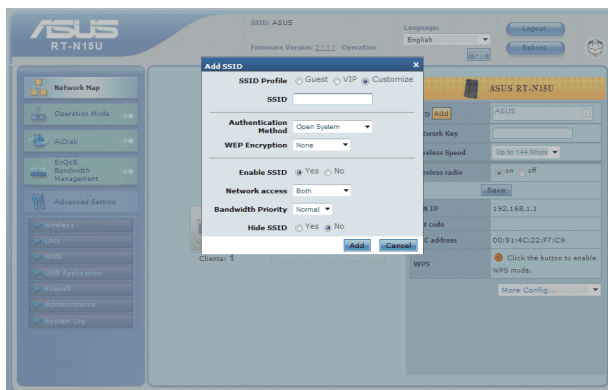 ASUS
RT-N15U
SSID: ASUS
Firmware Version: 2.1.1.1 Operation
Language:
English
Logout
Reboot
Network Map
Operation Mode
AiDisk
EzQoS
Bandwidth
Management
Advanced Setting
Wireless
LAN
WAN
USB Application
Firewall
Administration
System Log
Add SSID
×
SSID Profile Guest VIP Customize
SSID
Authentication
Method Open System
WEP Encryption None
Enable SSID Yes No
Network access Both
Bandwidth Priority Normal
Hide SSID Yes No
Add Cancel
Clients: 1
ASUS RT-N15U
Add ASUS
Key
Speed Up to 144 Mbps
radio on off
Save
IP 192.168.1.1
code
address 00:91:4C:22:F7:C9
WPS Click the button to enable
WPS mode.
More Config...